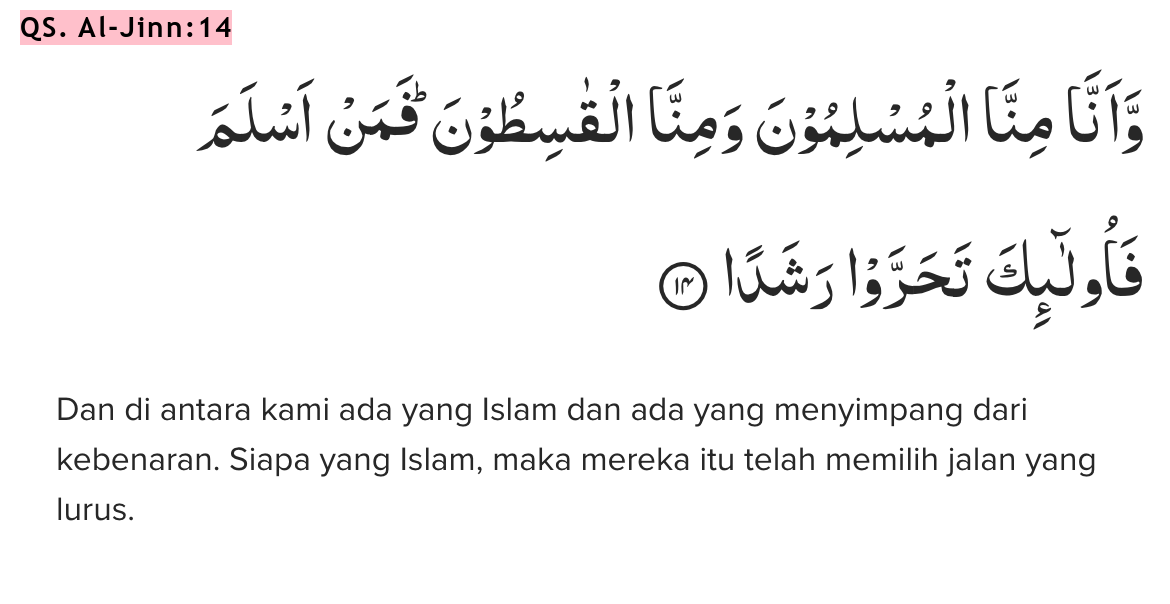 QS. Al-Jinn:14
وَّاَنَّا مِنَّا الْمُسْلِمُوْنَ وَمِنَّا الْقٰسِطُوْنَۗ فَمَنْ اَسْلَمَ
فَاُولٰۤىِٕكَ تَحَرَّوْا رَشَدًا ١٤
Dan di antara kami ada yang Islam dan ada yang menyimpang dari
kebenaran. Siapa yang Islam, maka mereka itu telah memilih jalan yang
lurus.